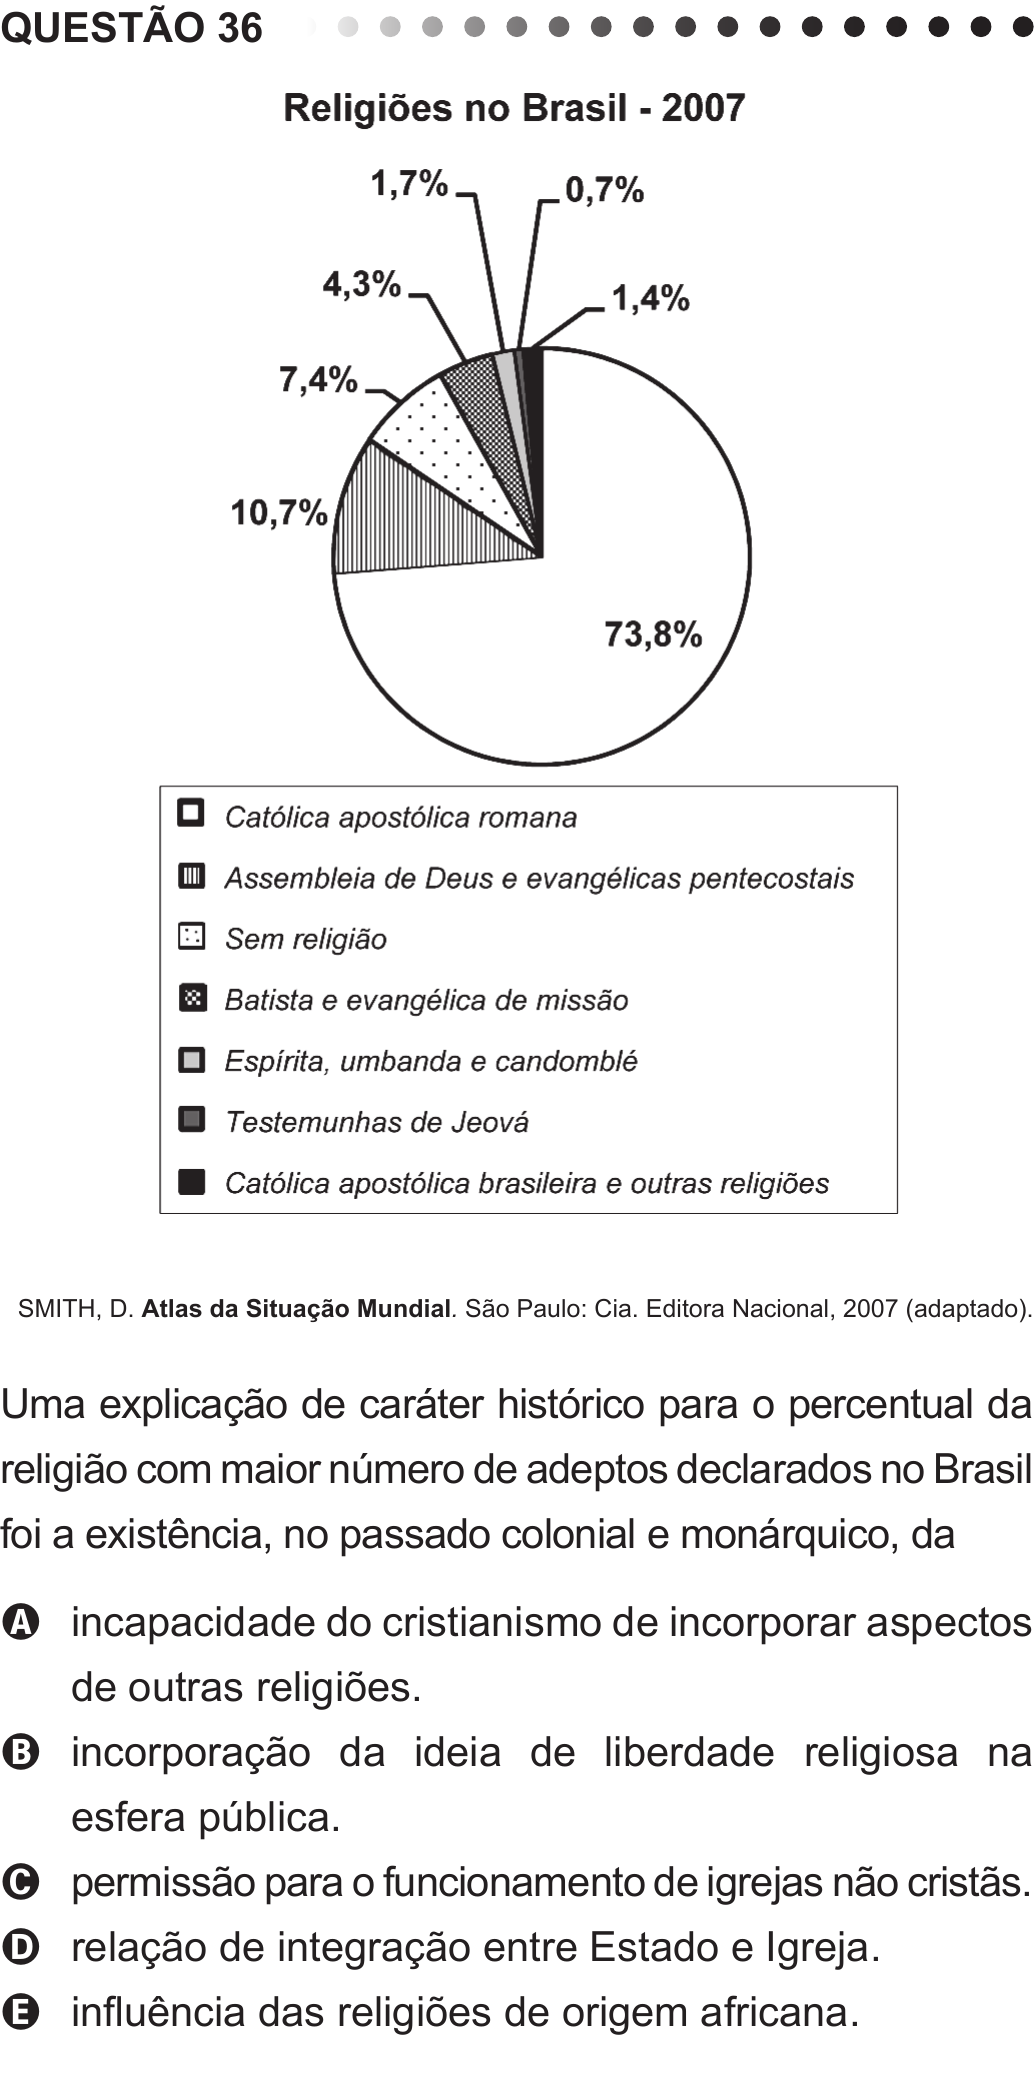 QUESTÃO 36
Religiões no Brasil - 2007
1,7%
0,7%
4,3%
1,4%
7,4%
10,7%
73,8%
Católica apostólica romana
Assembleia de Deus e evangélicas pentecostais
Sem religião
Batista e evangélica de missão
Espírita, umbanda e candomblé
Testemunhas de Jeová
Católica apostólica brasileira e outras religiões
SMITH, D. Atlas da Situação Mundial. São Paulo: Cia. Editora Nacional, 2007 (adaptado).
Uma explicação de caráter histórico para o percentual da
religião com maior número de adeptos declarados no Brasil
foi a existência, no passado colonial e monárquico, da
A incapacidade do cristianismo de incorporar aspectos
de outras religiões.
B incorporação da ideia de liberdade religiosa na
esfera pública.
C permissão para o funcionamento de igrejas não cristãs.
D relação de integração entre Estado e Igreja.
E influência das religiões de origem africana.